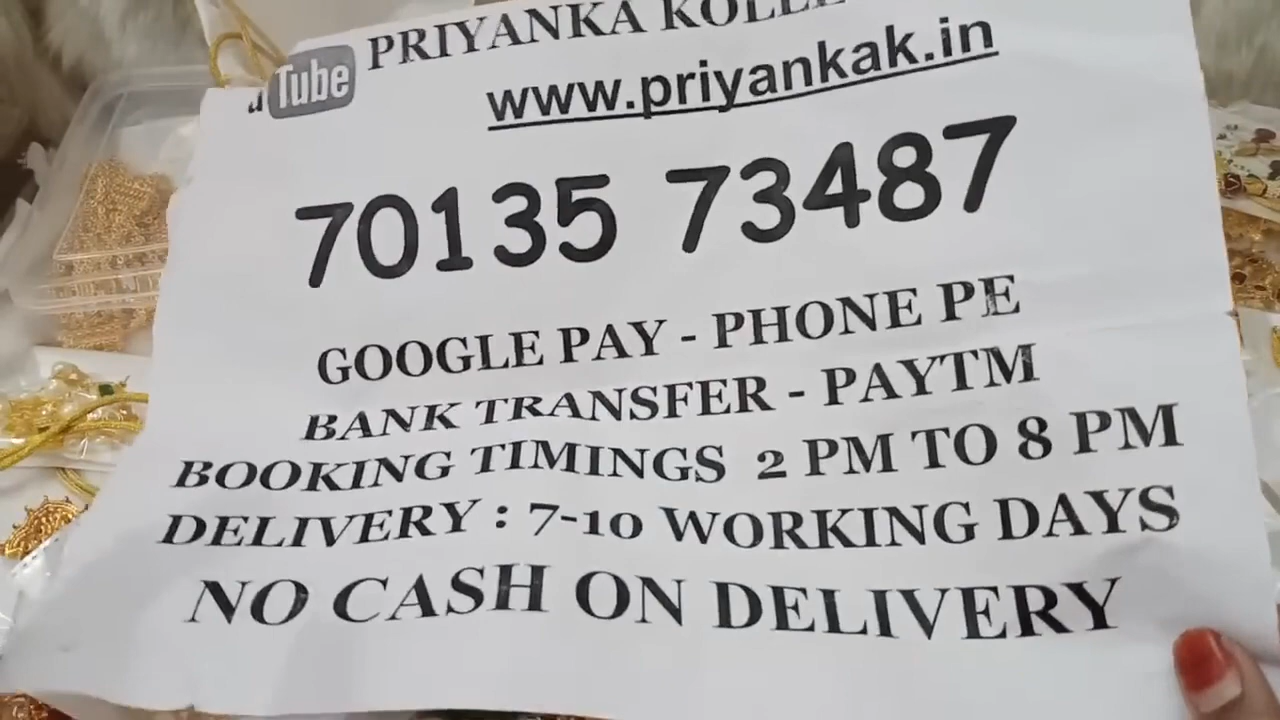 Tube PRIYANKA
www.priyankak.in
70135 73487
GOOGLE PAY - PHONE PE
BANK TRANSFER - PAYTM
BOOKING TIMINGS 2 PM TO 8 PM
DELIVERY : 7-10 WORKING DAYS
NO CASH ON DELIVERY